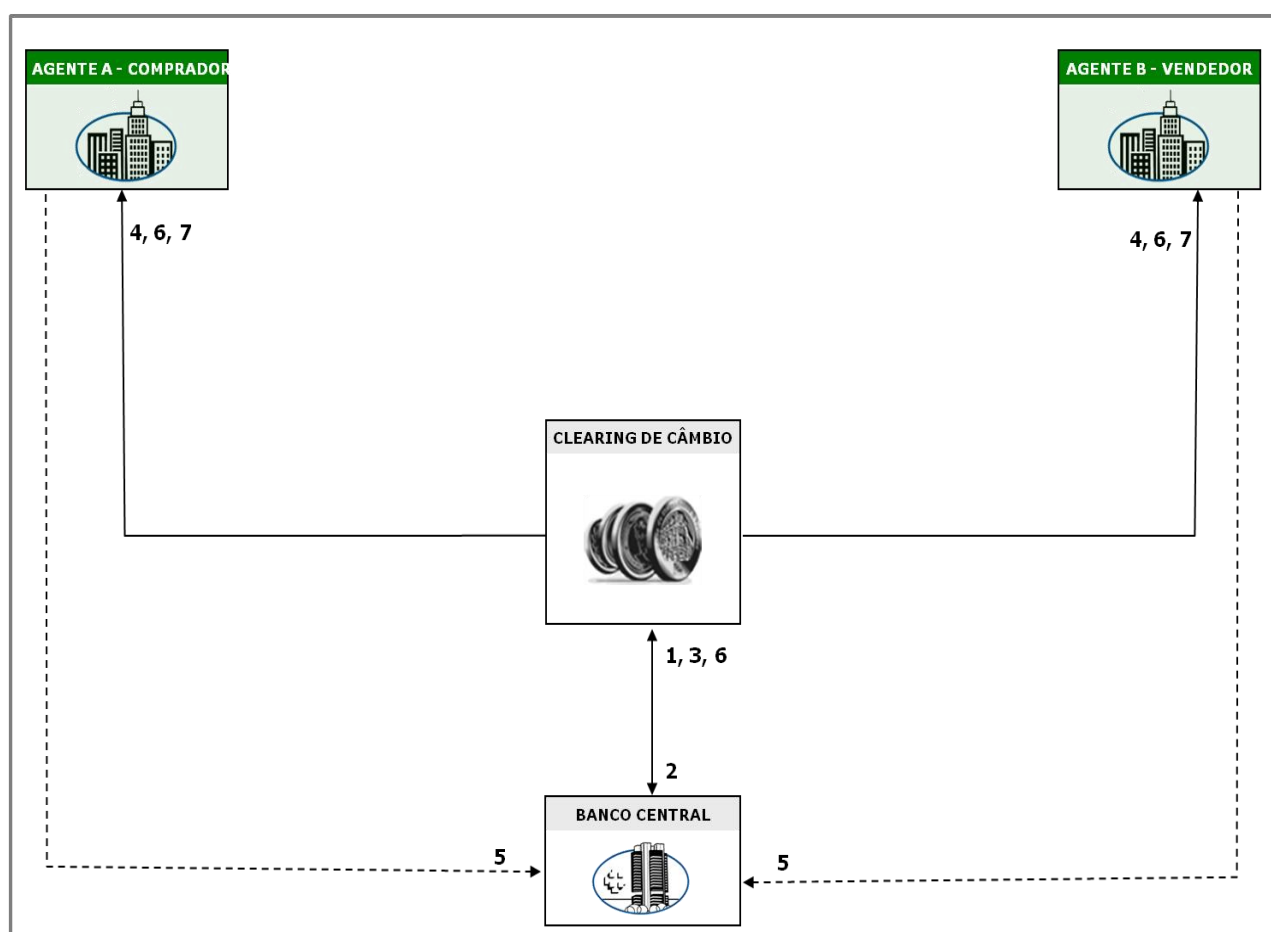 AGENTE A - COMPRADOR
AGENTE B - VENDEDOR
4, 6, 7
4, 6, 7
CLEARING DE CÂMBIO
1, 3, 6
2
BANCO CENTRAL
5
5